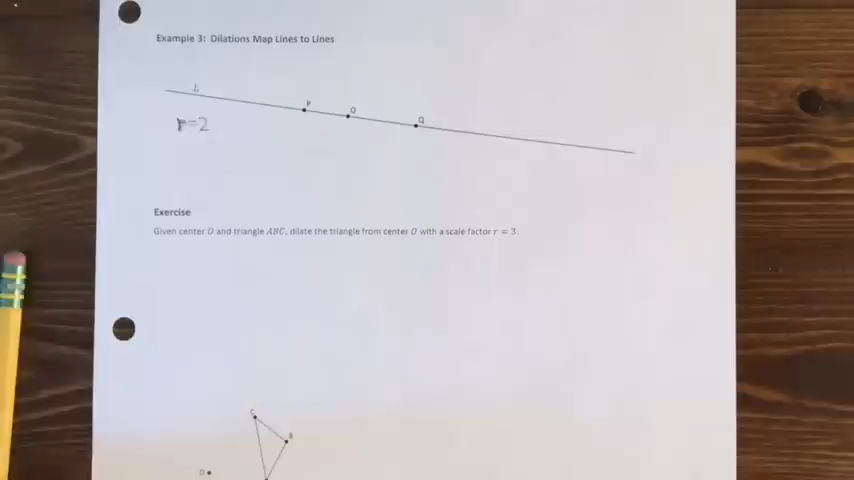 Example 3: Dilations Map Lines to Lines
L
P
O
Q
r=2
Exercise
Given center O and triangle ABC, dilate the triangle from center O with a scale factor r = 3.
C
B
O